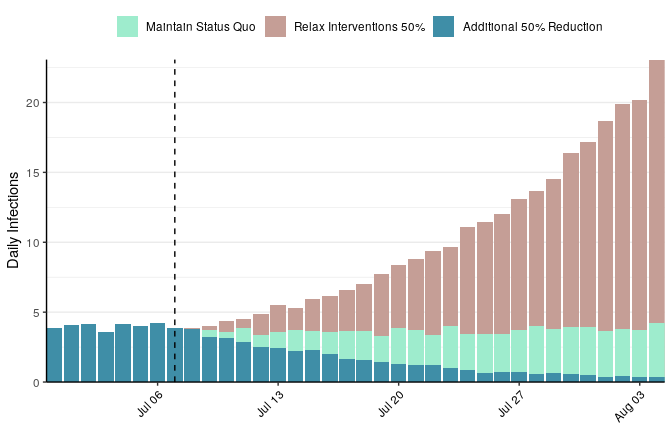 Maintain Status Quo Relax Interventions 50% Additional 50% Reduction
Daily Infections
20
15
10
5
0
Jul 06 Jul 13 Jul 20 Jul 27 Aug 03